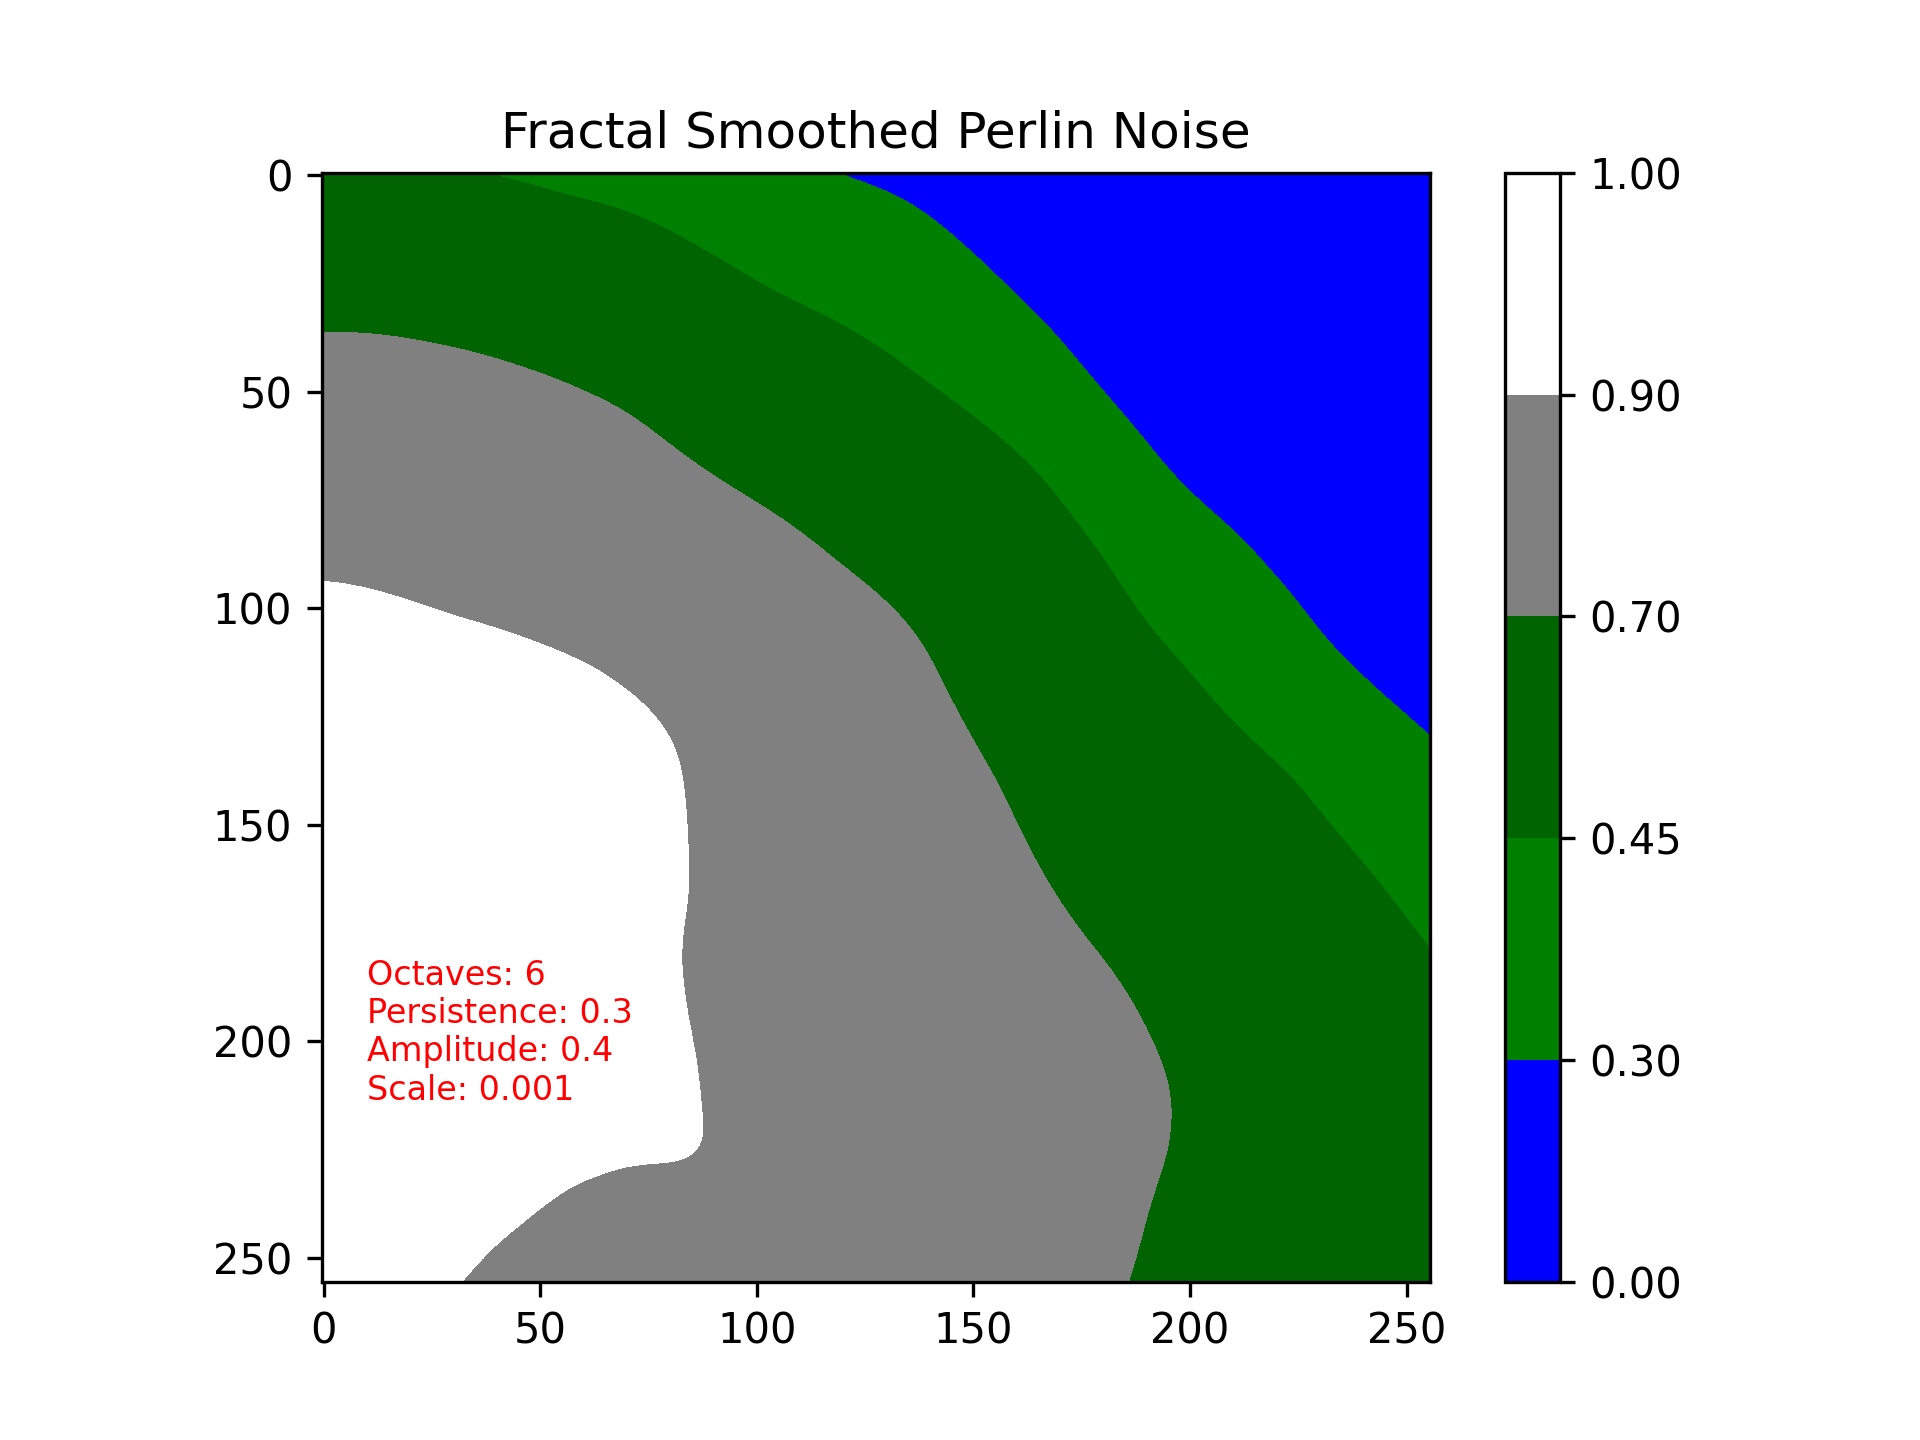 Fractal Smoothed Perlin Noise
0
50
100
150
200
250
0 50 100 150 200 250
Octaves: 6
Persistence: 0.3
Amplitude: 0.4
Scale: 0.001
1.00
0.90
0.70
0.45
0.30
0.00